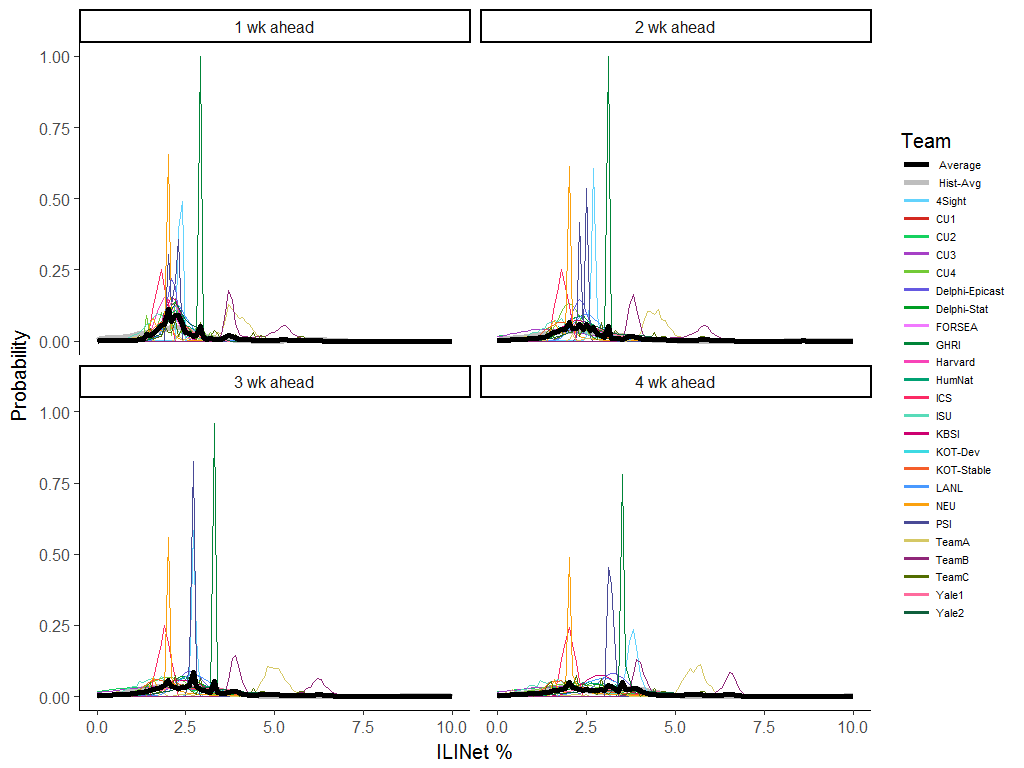 1 wk ahead
2 wk ahead
1.00
0.75
0.50
0.25
0.00
3 wk ahead
4 wk ahead
1.00
0.75
0.50
0.25
0.00
0.0
2.5
5.0
7.5
10.0
0.0
2.5
5.0
7.5
10.0
Probability
ILINet %
Team
Average
Hist-Avg
4Sight
CU1
CU2
CU3
CU4
Delphi-Epicast
Delphi-Stat
FORSEA
GHRI
Harvard
HumNat
ICS
ISU
KBSI
KOT-Dev
KOT-Stable
LANL
NEU
PSI
TeamA
TeamB
TeamC
Yale1
Yale2